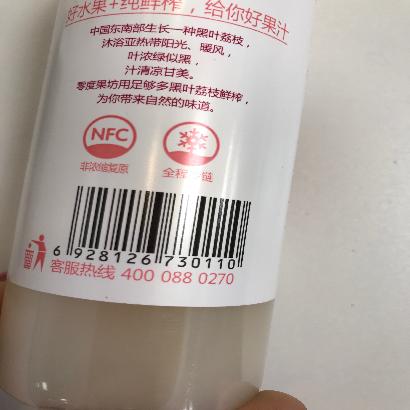 好水果+纯鲜榨，给你好果汁
中国东南部生长一种黑叶荔枝，
沐浴亚热带阳光、暖风，
叶浓绿似黑，
汁清凉甘美。
零度果坊用足够多黑叶荔枝鲜榨，
为你带来自然的味道。
NFC
非浓缩复原
全程冷链
6 928126 730110
客服热线 400 088 0270